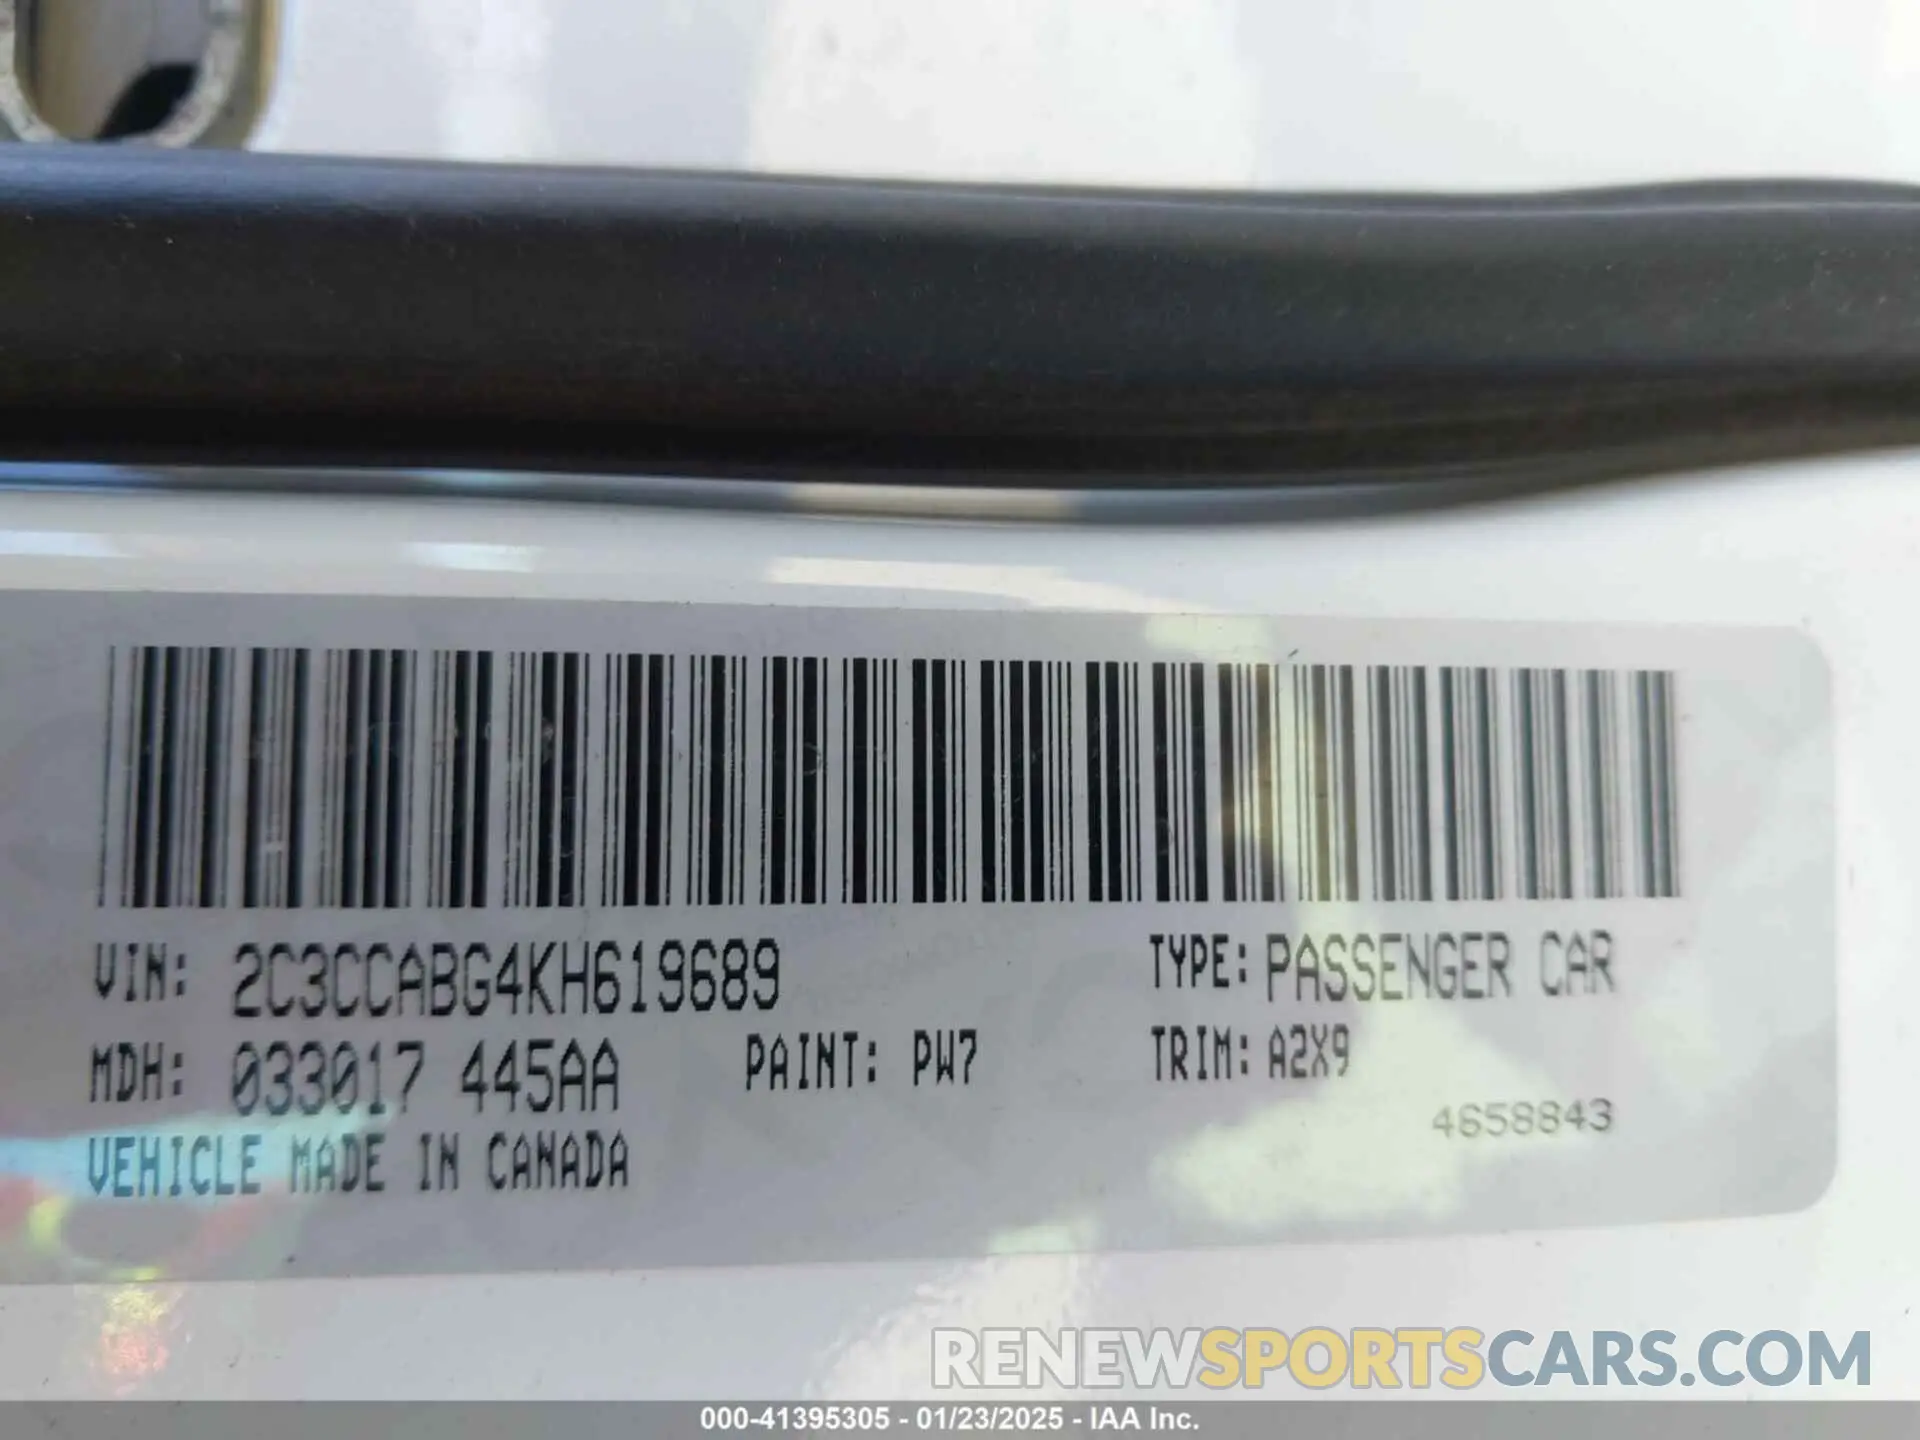 VIN: 2C3CCABG4KH619689 TYPE: PASSENGER CAR
MDH: 033017 445AA PAINT: PW7 TRIM: A2X9
4658843
VEHICLE MADE IN CANADA
RENEWSPORTSCARS.COM
000-41395305 - 01/23/2025 - IAA Inc.